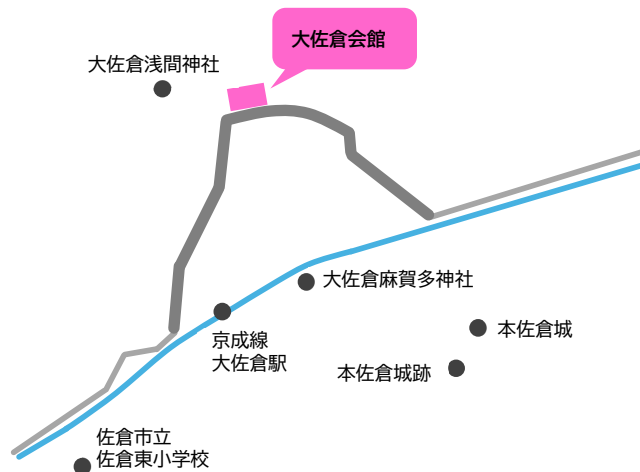 大佐倉会館
大佐倉浅間神社
大佐倉麻賀多神社
本佐倉城
京成線
大佐倉駅
本佐倉城跡
佐倉市立
佐倉東小学校